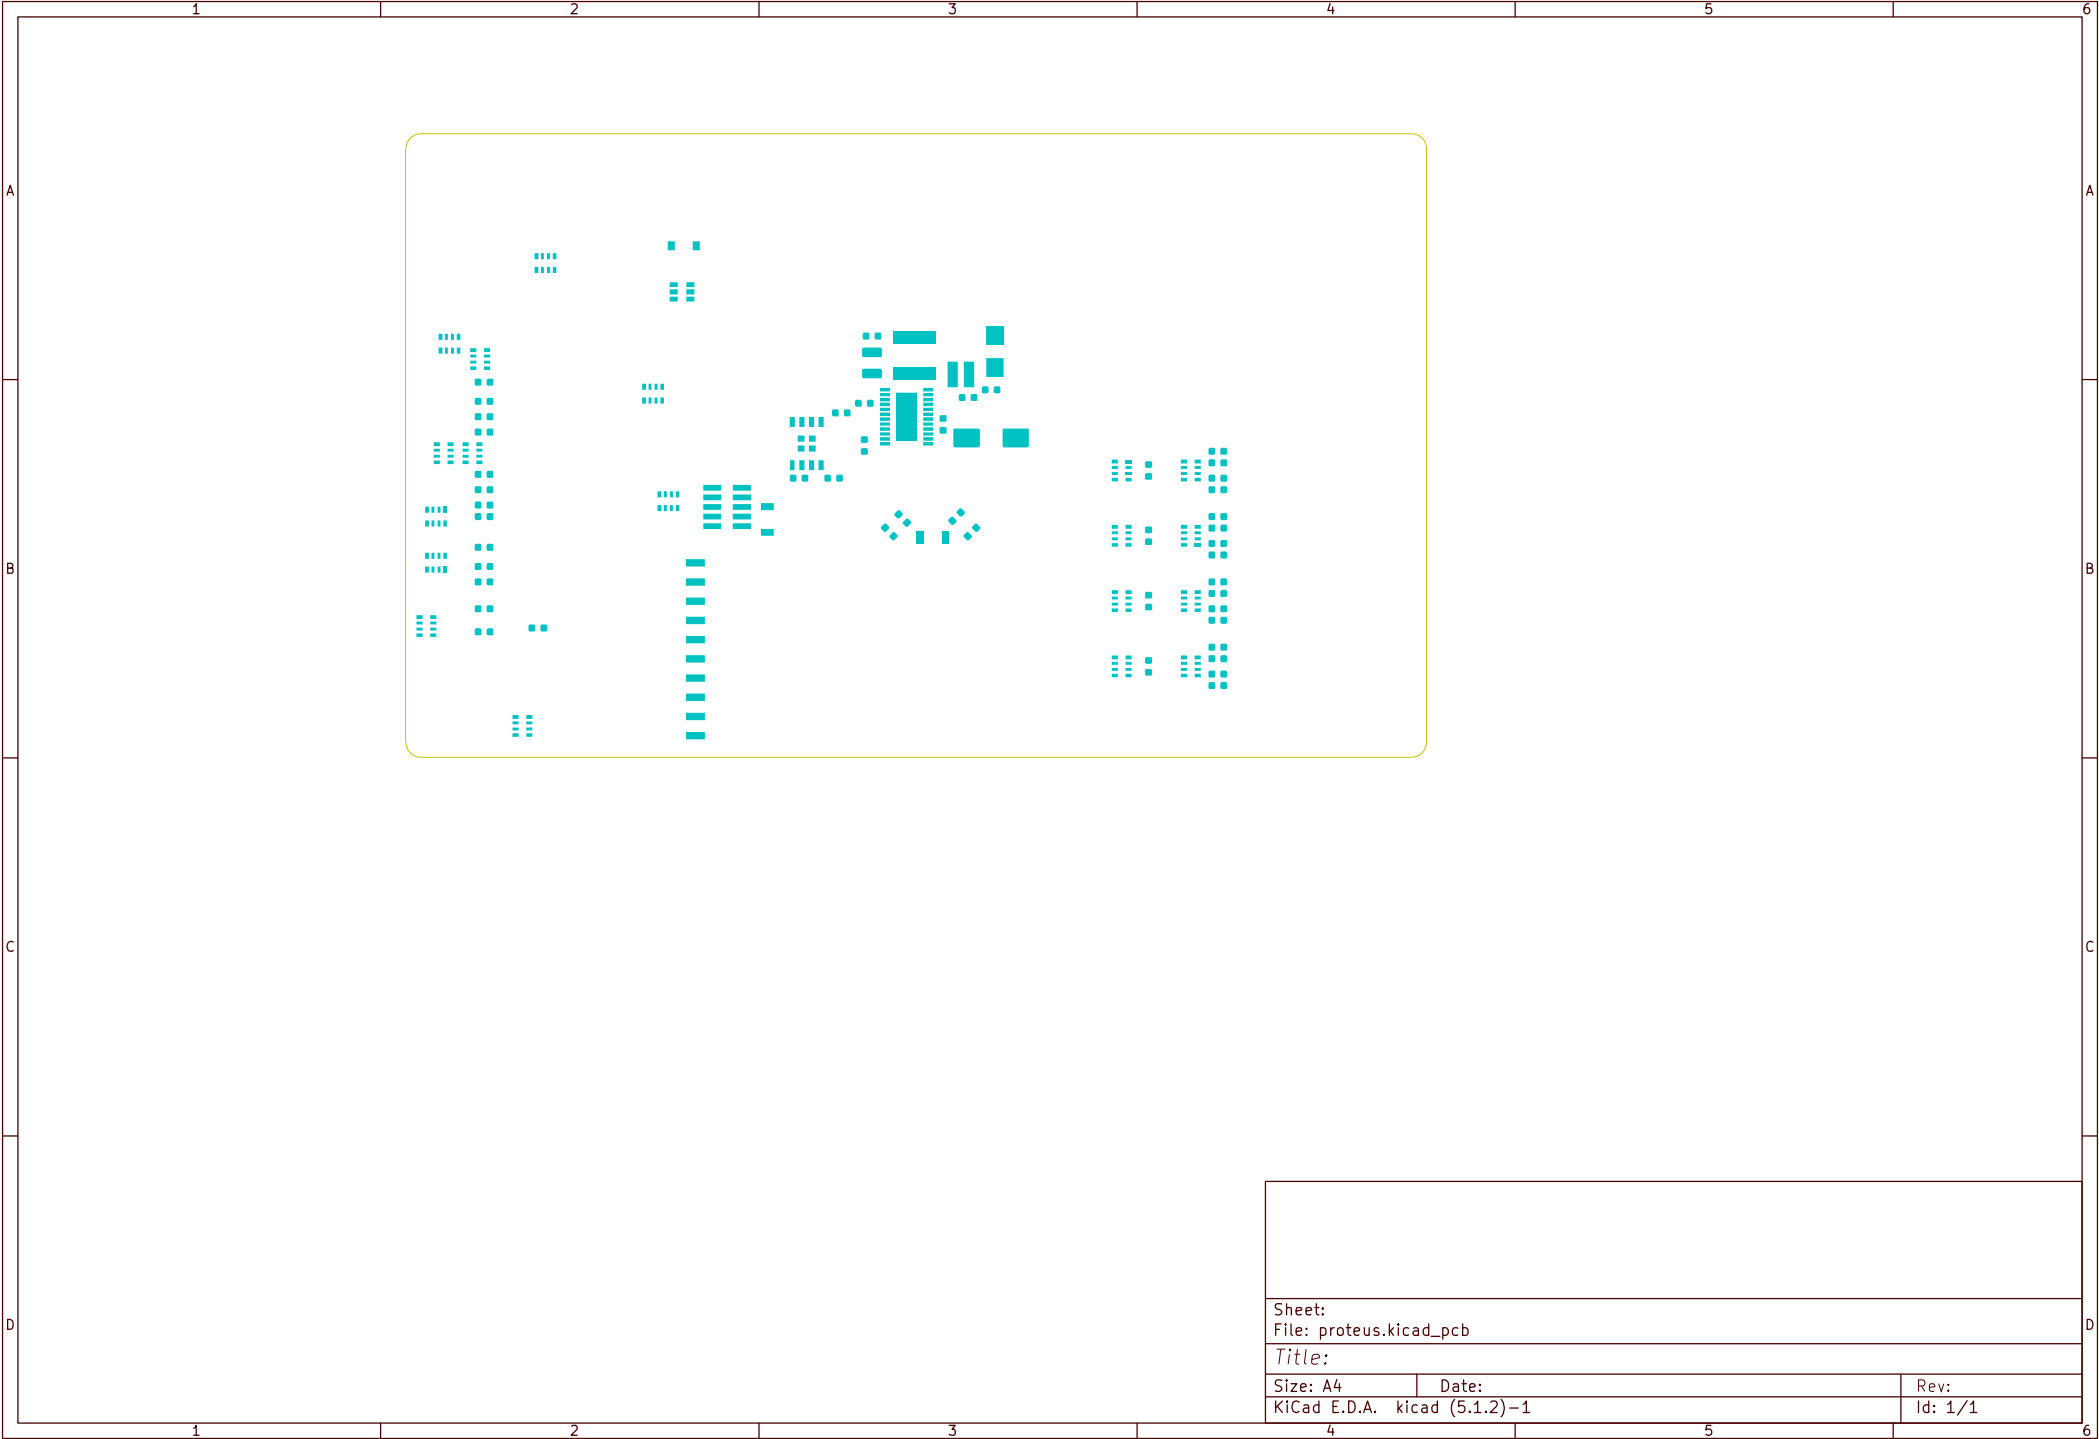 1 2 3 4 5 6
A A
B B
C C
D D
Sheet:
File: proteus.kicad_pcb
Title:
Size: A4 Date: Rev:
KiCad E.D.A. kicad (5.1.2)-1 Id: 1/1
1 2 3 4 5 6